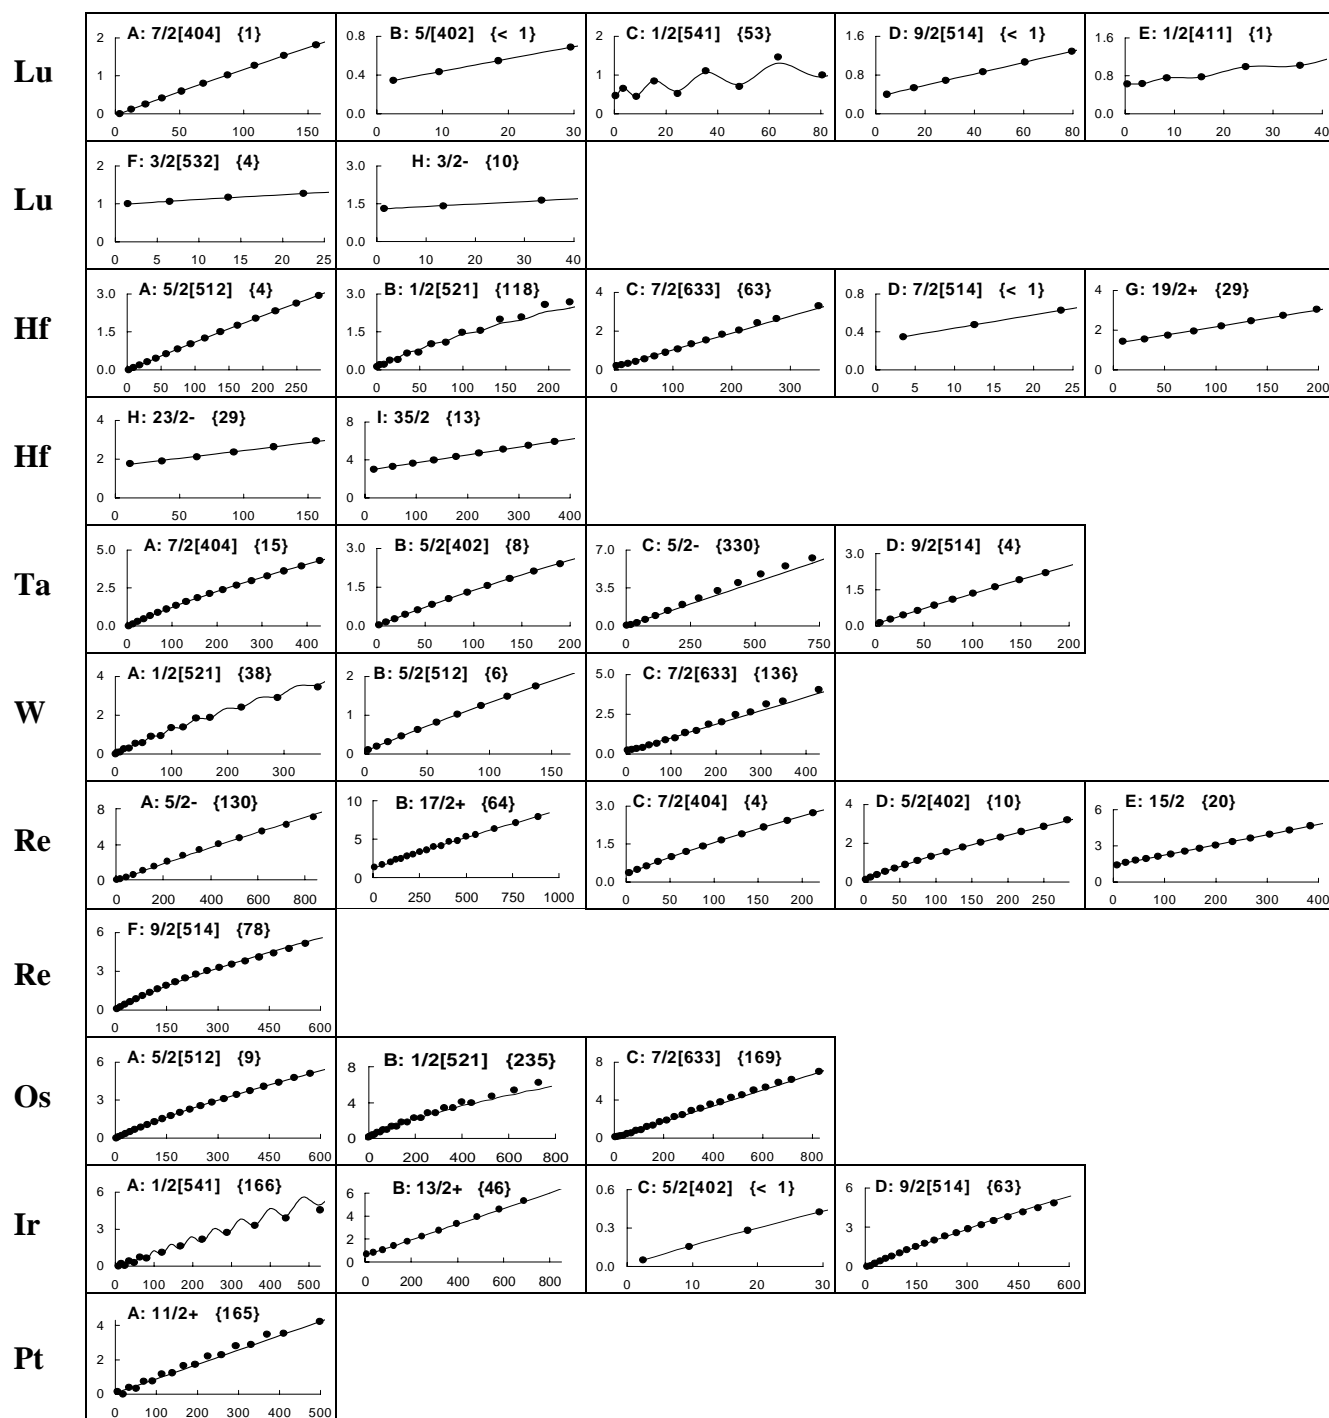 Lu
A: 7/2[404] {1}
2
1
0
0 50 100 150
B: 5/[402] {< 1}
0.8
0.4
0.0
0 10 20 30
C: 1/2[541] {53}
2
1
0
0 20 40 60 80
D: 9/2[514] {< 1}
1.6
0.8
0.0
0 20 40 60 80
E: 1/2[411] {1}
1.6
0.8
0.0
0 10 20 30 40
Lu
F: 3/2[532] {4}
2
1
0
0 5 10 15 20 25
H: 3/2- {10}
3.0
1.5
0.0
0 10 20 30 40
Hf
A: 5/2[512] {4}
3.0
1.5
0.0
0 50 100 150 200 250
B: 1/2[521] {118}
3.0
1.5
0.0
0 50 100 150 200
C: 7/2[633] {63}
4
2
0
0 100 200 300
D: 7/2[514] {< 1}
0.8
0.4
0.0
0 5 10 15 20 25
G: 19/2+ {29}
4
2
0
0 50 100 150 200
Hf
H: 23/2- {29}
4
2
0
0 50 100 150
I: 35/2 {13}
8
4
0
0 100 200 300 400
Ta
A: 7/2[404] {15}
5.0
2.5
0.0
0 100 200 300 400
B: 5/2[402] {8}
3.0
1.5
0.0
0 50 100 150 200
C: 5/2- {330}
7.0
3.5
0.0
0 250 500 750
D: 9/2[514] {4}
3.0
1.5
0.0
0 50 100 150 200
W
A: 1/2[521] {38}
4
2
0
0 100 200 300
B: 5/2[512] {6}
2
1
0
0 50 100 150
C: 7/2[633] {136}
5.0
2.5
0.0
0 100 200 300 400
Re
A: 5/2- {130}
8
4
0
0 200 400 600 800
B: 17/2+ {64}
10
5
0
0 250 500 750 1000
C: 7/2[404] {4}
3.0
1.5
0.0
0 50 100 150 200
D: 5/2[402] {10}
4
2
0
0 50 100 150 200 250
E: 15/2 {20}
6
3
0
0 100 200 300 400
Re
F: 9/2[514] {78}
6
3
0
0 150 300 450 600
Os
A: 5/2[512] {9}
6
3
0
0 150 300 450 600
B: 1/2[521] {235}
8
4
0
0 200 400 600 800
C: 7/2[633] {169}
8
4
0
0 200 400 600 800
Ir
A: 1/2[541] {166}
6
3
0
0 100 200 300 400 500
B: 13/2+ {46}
6
4
2
0
0 200 400 600 800
C: 5/2[402] {< 1}
0.6
0.3
0.0
0 10 20 30
D: 9/2[514] {63}
6
3
0
0 150 300 450 600
Pt
A: 11/2+ {165}
4
2
0
0 100 200 300 400 500